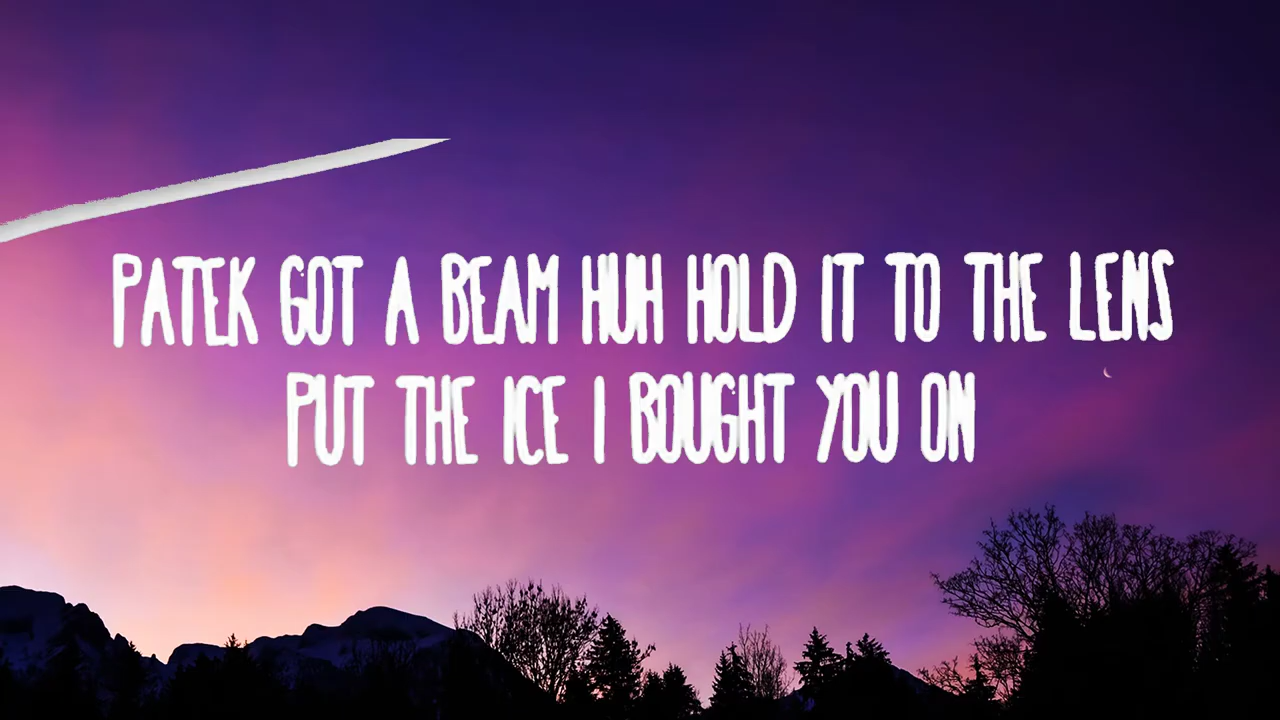 PATEK GOT A BEAM HUH HOLD IT TO THE LENS
PUT THE ICE I BOUGHT YOU ON